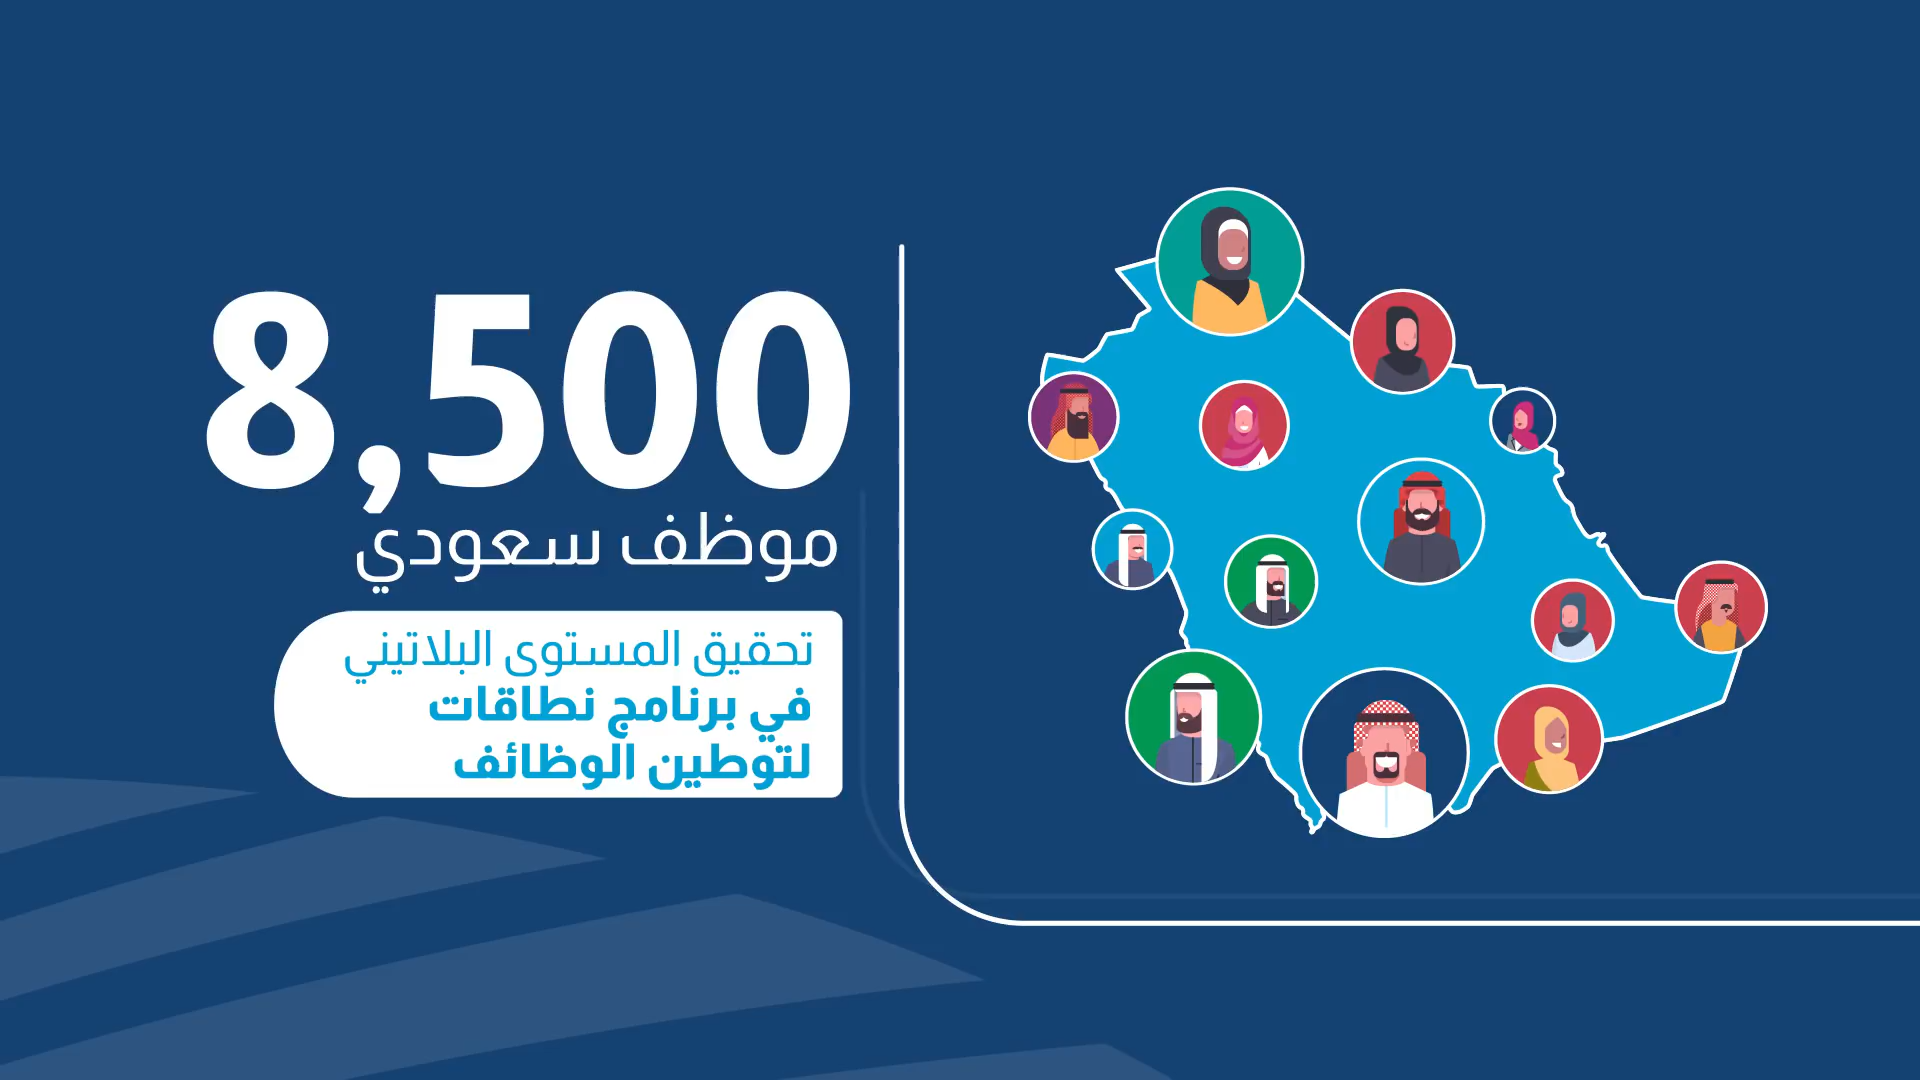 8,500
موظف سعودي
تحقيق المستوى البلاتيني
في برنامج نطاقات
لتوطين الوظائف